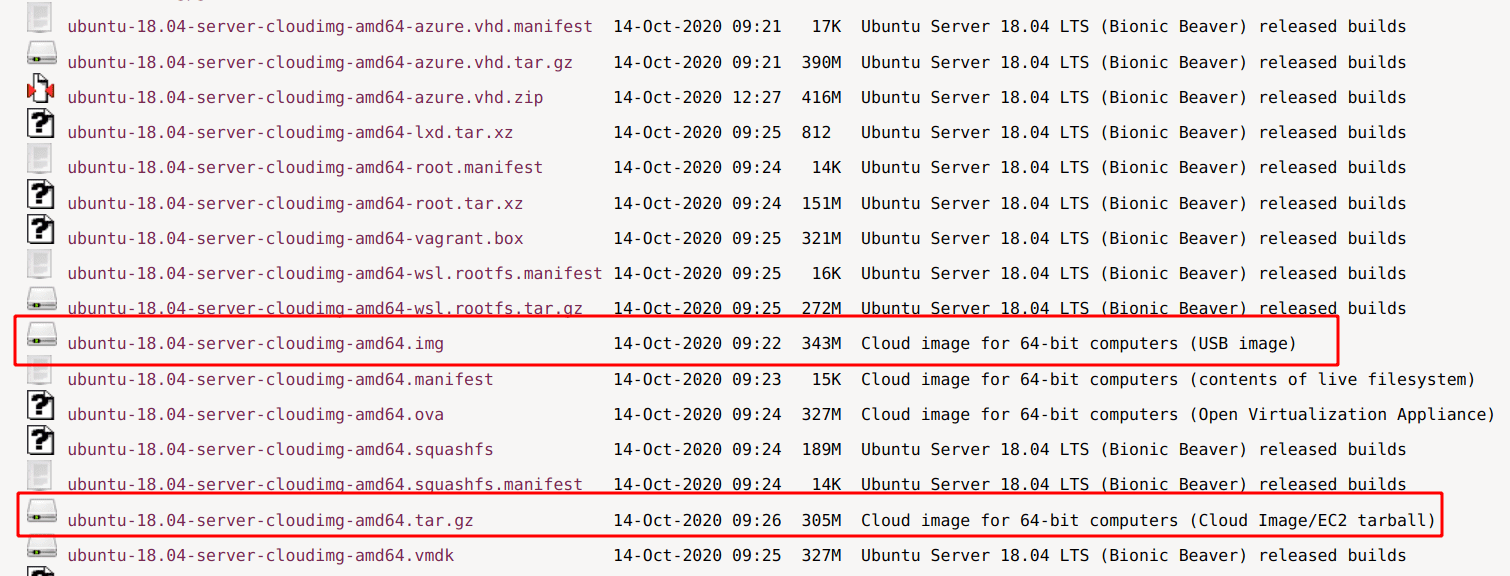 ubuntu-18.04-server-cloudimg-amd64-azure.vhd.manifest 14-Oct-2020 09:21 17K Ubuntu Server 18.04 LTS (Bionic Beaver) released builds
ubuntu-18.04-server-cloudimg-amd64-azure.vhd.tar.gz 14-Oct-2020 09:21 390M Ubuntu Server 18.04 LTS (Bionic Beaver) released builds
ubuntu-18.04-server-cloudimg-amd64-azure.vhd.zip 14-Oct-2020 12:27 416M Ubuntu Server 18.04 LTS (Bionic Beaver) released builds
ubuntu-18.04-server-cloudimg-amd64-lxd.tar.xz 14-Oct-2020 09:25 812 Ubuntu Server 18.04 LTS (Bionic Beaver) released builds
ubuntu-18.04-server-cloudimg-amd64-root.manifest 14-Oct-2020 09:24 14K Ubuntu Server 18.04 LTS (Bionic Beaver) released builds
ubuntu-18.04-server-cloudimg-amd64-root.tar.xz 14-Oct-2020 09:24 151M Ubuntu Server 18.04 LTS (Bionic Beaver) released builds
ubuntu-18.04-server-cloudimg-amd64-vagrant.box 14-Oct-2020 09:25 321M Ubuntu Server 18.04 LTS (Bionic Beaver) released builds
ubuntu-18.04-server-cloudimg-amd64-wsl.rootfs.manifest 14-Oct-2020 09:25 16K Ubuntu Server 18.04 LTS (Bionic Beaver) released builds
ubuntu-18.04-server-cloudimg-amd64-wsl.rootfs.tar.gz 14-Oct-2020 09:25 272M Ubuntu Server 18.04 LTS (Bionic Beaver) released builds
ubuntu-18.04-server-cloudimg-amd64.img 14-Oct-2020 09:22 343M Cloud image for 64-bit computers (USB image)
ubuntu-18.04-server-cloudimg-amd64.manifest 14-Oct-2020 09:23 15K Cloud image for 64-bit computers (contents of live filesystem)
ubuntu-18.04-server-cloudimg-amd64.ova 14-Oct-2020 09:24 327M Cloud image for 64-bit computers (Open Virtualization Appliance)
ubuntu-18.04-server-cloudimg-amd64.squashfs 14-Oct-2020 09:24 189M Ubuntu Server 18.04 LTS (Bionic Beaver) released builds
ubuntu-18.04-server-cloudimg-amd64.squashfs.manifest 14-Oct-2020 09:24 14K Ubuntu Server 18.04 LTS (Bionic Beaver) released builds
ubuntu-18.04-server-cloudimg-amd64.tar.gz 14-Oct-2020 09:26 305M Cloud image for 64-bit computers (Cloud Image/EC2 tarball)
ubuntu-18.04-server-cloudimg-amd64.vmdk 14-Oct-2020 09:25 327M Ubuntu Server 18.04 LTS (Bionic Beaver) released builds